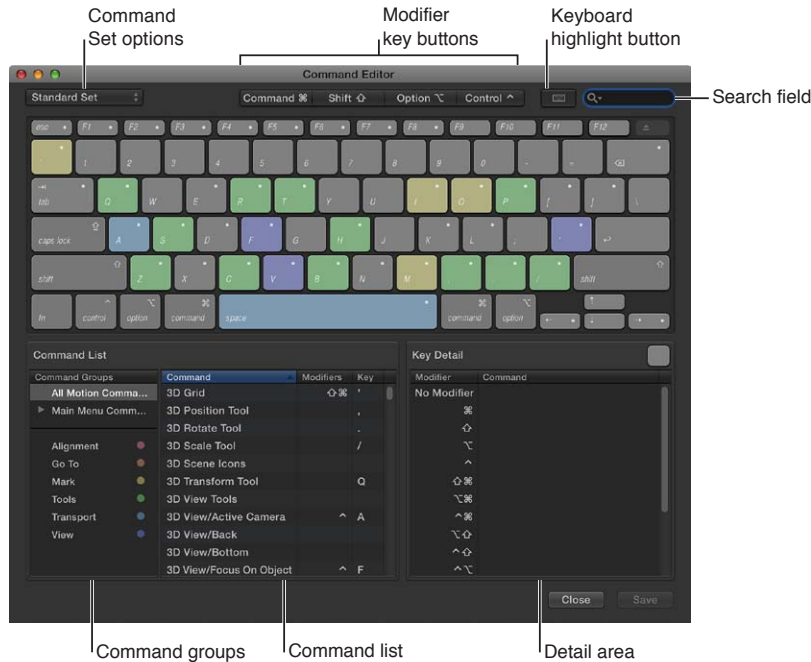 Command
Set options
Modifier
key buttons
Keyboard
highlight button
Command Editor
Standard Set
Command ⌘ Shift ⇧ Option ⌥ Control ^
Search field
esc F1 F2 F3 F4 F5 F6 F7 F8 F9 F10 F11 F12
1 2 3 4 5 6 7 8 9 0 - =
tab Q W E R T Y U I O P [ ] \
caps lock A S D F G H J K L ; '
shift Z X C V B N M , . / shift
fn control option command space command option
Command List
Key Detail
Command Groups Command Modifiers Key
Modifier Command
All Motion Comma... 3D Grid ⇧⌘ '
No Modifier
Main Menu Comm... 3D Position Tool ,
⌘
3D Rotate Tool .
⇧
Alignment 3D Scale Tool /
⌥
Go To 3D Scene Icons
^
Mark 3D Transform Tool Q
⇧⌘
Tools 3D View Tools
⌥⌘
Transport 3D View/Active Camera ^ A
^⌘
View 3D View/Back
⌥⇧
3D View/Bottom
^⇧
3D View/Focus On Object ^ F
^⌥
Close Save
Command groups
Command list
Detail area